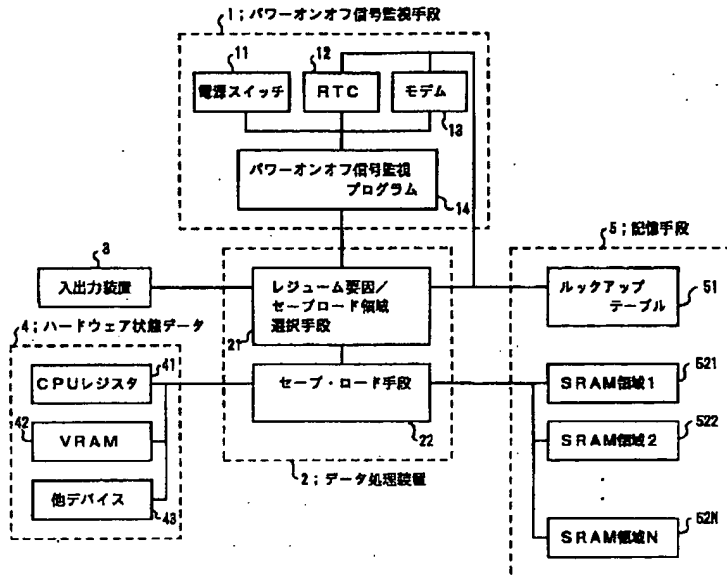 1；パワーオンオフ信号監視手段
11
12
電源スイッチ
RTC
モデム
13
パワーオンオフ信号監視
プログラム
14
5；記憶手段
3
入出力装置
レジューム要因／
セーブロード領域
選択手段
21
ルックアップ
テーブル
51
4；ハードウェア状態データ
41
CPUレジスタ
セーブ・ロード手段
22
SRAM領域1
521
42
VRAM
SRAM領域2
522
2；データ処理装置
他デバイス
43
SRAM領域N
52N